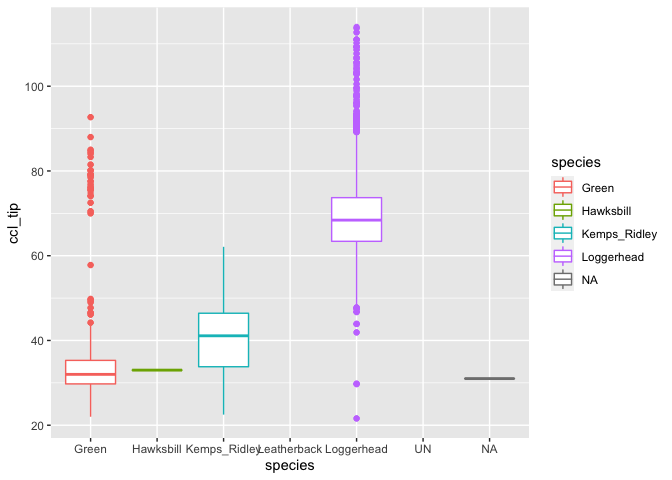 100
80
60
40
20
ccl_tip
Green
Hawksbill
Kemps_Ridley
Leatherback
Loggerhead
UN
NA
species
species
Green
Hawksbill
Kemps_Ridley
Loggerhead
NA